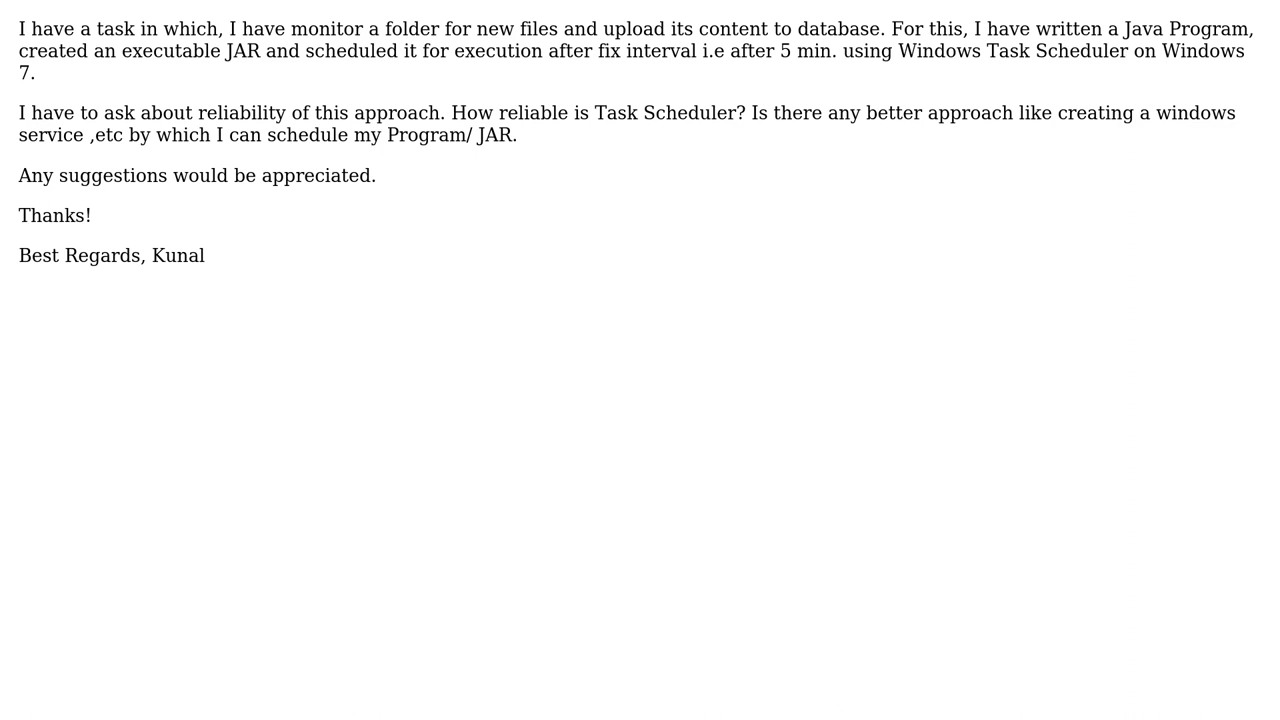 I have a task in which, I have monitor a folder for new files and upload its content to database. For this, I have written a Java Program,
created an executable JAR and scheduled it for execution after fix interval i.e after 5 min. using Windows Task Scheduler on Windows
7.
I have to ask about reliability of this approach. How reliable is Task Scheduler? Is there any better approach like creating a windows
service ,etc by which I can schedule my Program/ JAR.
Any suggestions would be appreciated.
Thanks!
Best Regards, Kunal